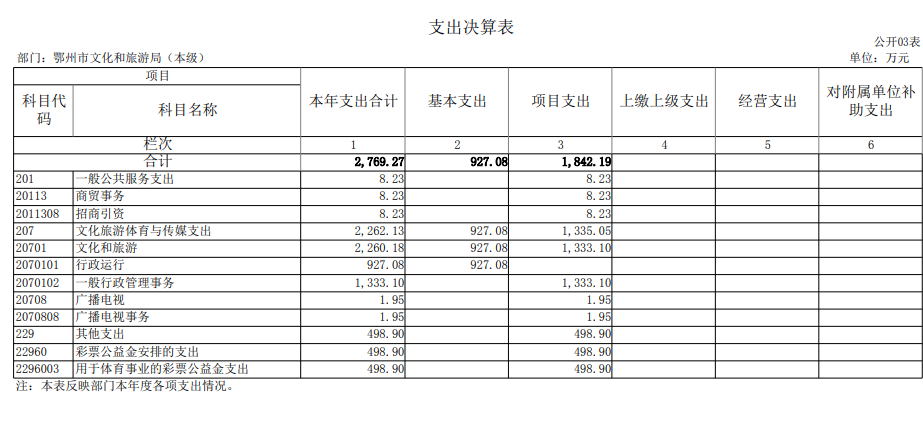 支出决算表
公开03表
部门：鄂州市文化和旅游局（本级） 单位：万元
项目 本年支出合计 基本支出 项目支出 上缴上级支出 经营支出 对附属单位补助支出
科目代码 科目名称
栏次 1 2 3 4 5 6
合计 2,769.27 927.08 1,842.19
201 一般公共服务支出 8.23 8.23
20113 商贸事务 8.23 8.23
2011308 招商引资 8.23 8.23
207 文化旅游体育与传媒支出 2,262.13 927.08 1,335.05
20701 文化和旅游 2,260.18 927.08 1,333.10
2070101 行政运行 927.08 927.08
2070102 一般行政管理事务 1,333.10 1,333.10
20708 广播电视 1.95 1.95
2070808 广播电视事务 1.95 1.95
229 其他支出 498.90 498.90
22960 彩票公益金安排的支出 498.90 498.90
2296003 用于体育事业的彩票公益金支出 498.90 498.90
注：本表反映部门本年度各项支出情况。